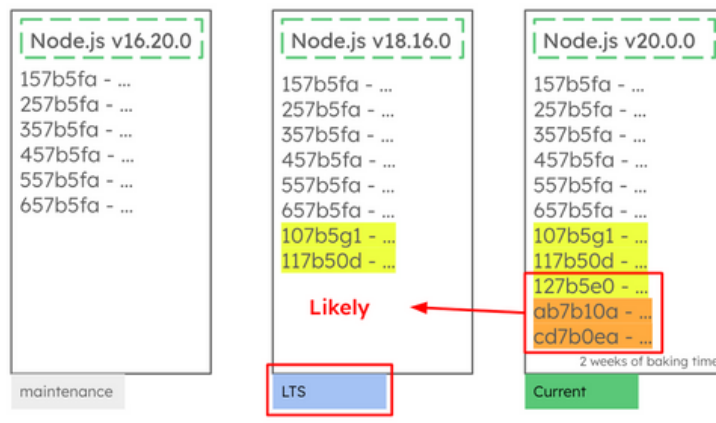 Node.js v16.20.0
157b5fa - ...
257b5fa - ...
357b5fa - ...
457b5fa - ...
557b5fa - ...
657b5fa - ...
maintenance
Node.js v18.16.0
157b5fa - ...
257b5fa - ...
357b5fa - ...
457b5fa - ...
557b5fa - ...
657b5fa - ...
107b5g1 - ...
117b50d - ...
Likely
LTS
Node.js v20.0.0
157b5fa - ...
257b5fa - ...
357b5fa - ...
457b5fa - ...
557b5fa - ...
657b5fa - ...
107b5g1 - ...
117b50d - ...
127b5e0 - ...
ab7b10a - ...
cd7b0ea - ...
2 weeks of baking time
Current